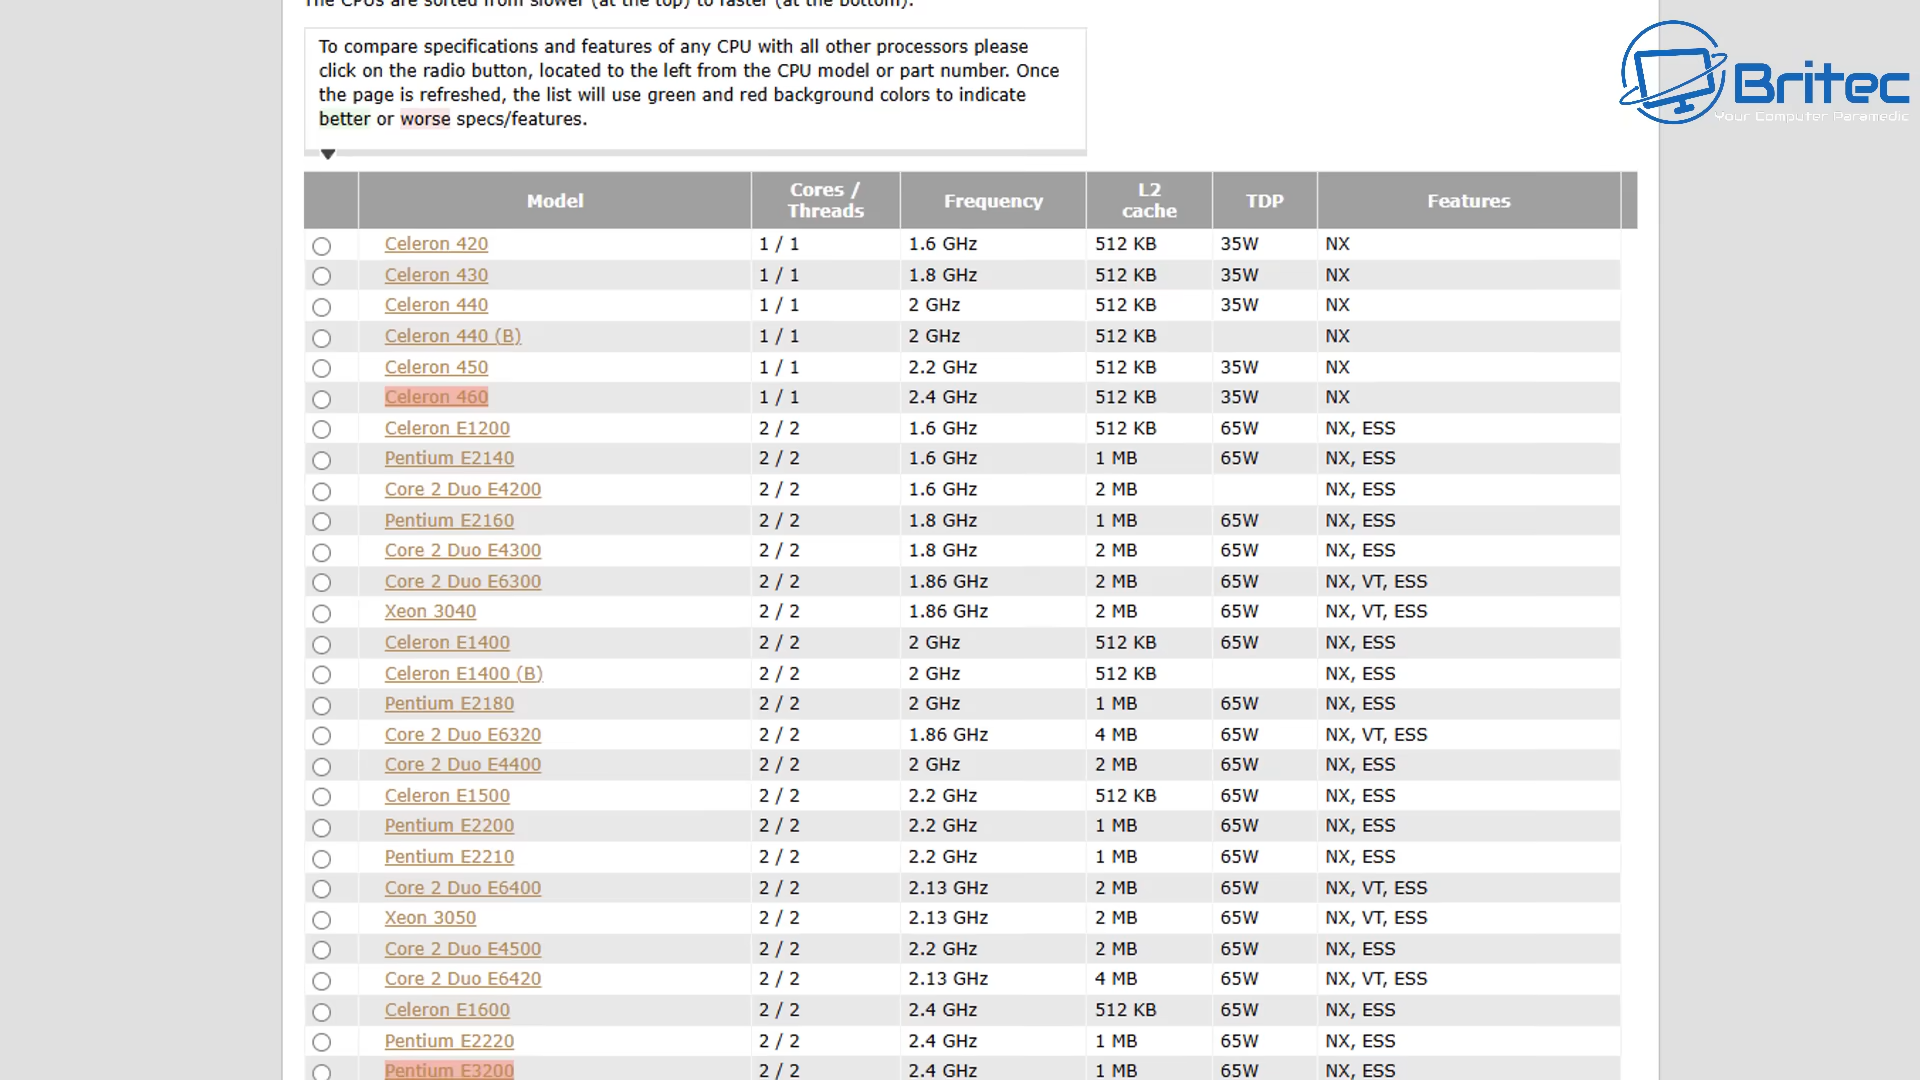 The CPUs are sorted from slower (at the top) to faster (at the bottom).
To compare specifications and features of any CPU with all other processors please
click on the radio button, located to the left from the CPU model or part number. Once
the page is refreshed, the list will use green and red background colors to indicate
better or worse specs/features.
Britec
Your Computer Paramedic
Model Cores / Threads Frequency L2 cache TDP Features
Celeron 420 1 / 1 1.6 GHz 512 KB 35W NX
Celeron 430 1 / 1 1.8 GHz 512 KB 35W NX
Celeron 440 1 / 1 2 GHz 512 KB 35W NX
Celeron 440 (B) 1 / 1 2 GHz 512 KB NX
Celeron 450 1 / 1 2.2 GHz 512 KB 35W NX
Celeron 460 1 / 1 2.4 GHz 512 KB 35W NX
Celeron E1200 2 / 2 1.6 GHz 512 KB 65W NX, ESS
Pentium E2140 2 / 2 1.6 GHz 1 MB 65W NX, ESS
Core 2 Duo E4200 2 / 2 1.6 GHz 2 MB NX, ESS
Pentium E2160 2 / 2 1.8 GHz 1 MB 65W NX, ESS
Core 2 Duo E4300 2 / 2 1.8 GHz 2 MB 65W NX, ESS
Core 2 Duo E6300 2 / 2 1.86 GHz 2 MB 65W NX, VT, ESS
Xeon 3040 2 / 2 1.86 GHz 2 MB 65W NX, VT, ESS
Celeron E1400 2 / 2 2 GHz 512 KB 65W NX, ESS
Celeron E1400 (B) 2 / 2 2 GHz 512 KB NX, ESS
Pentium E2180 2 / 2 2 GHz 1 MB 65W NX, ESS
Core 2 Duo E6320 2 / 2 1.86 GHz 4 MB 65W NX, VT, ESS
Core 2 Duo E4400 2 / 2 2 GHz 2 MB 65W NX, ESS
Celeron E1500 2 / 2 2.2 GHz 512 KB 65W NX, ESS
Pentium E2200 2 / 2 2.2 GHz 1 MB 65W NX, ESS
Pentium E2210 2 / 2 2.2 GHz 1 MB 65W NX, ESS
Core 2 Duo E6400 2 / 2 2.13 GHz 2 MB 65W NX, VT, ESS
Xeon 3050 2 / 2 2.13 GHz 2 MB 65W NX, VT, ESS
Core 2 Duo E4500 2 / 2 2.2 GHz 2 MB 65W NX, ESS
Core 2 Duo E6420 2 / 2 2.13 GHz 4 MB 65W NX, VT, ESS
Celeron E1600 2 / 2 2.4 GHz 512 KB 65W NX, ESS
Pentium E2220 2 / 2 2.4 GHz 1 MB 65W NX, ESS
Pentium E3200 2 / 2 2.4 GHz 1 MB 65W NX, ESS